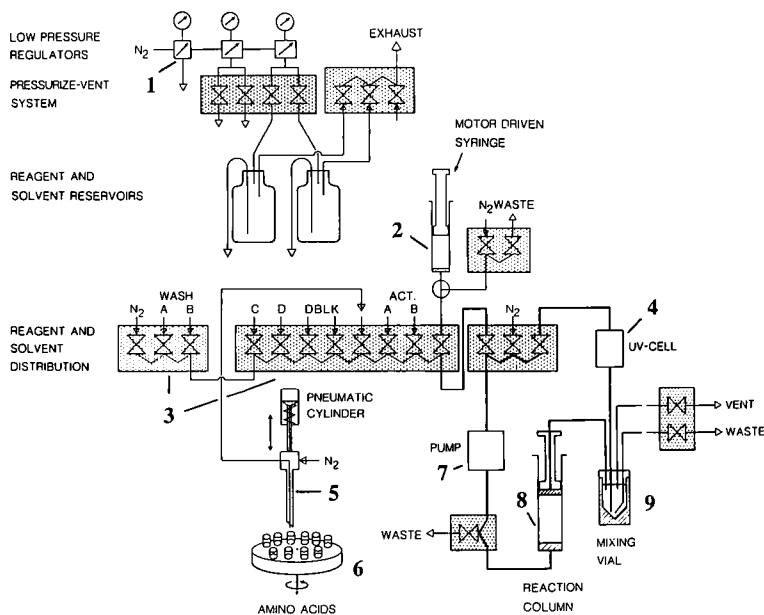 LOW PRESSURE
REGULATORS
N2
1
PRESSURIZE-VENT
SYSTEM
EXHAUST
REAGENT AND
SOLVENT RESERVOIRS
MOTOR DRIVEN
SYRINGE
2
N2 WASTE
WASH
N2 A B
C D DBLK
ACT.
A B
N2
4
UV-CELL
REAGENT AND
SOLVENT
DISTRIBUTION
3
PNEUMATIC
CYLINDER
N2
5
6
AMINO ACIDS
PUMP
7
WASTE
8
REACTION
COLUMN
VENT
WASTE
9
MIXING
VIAL